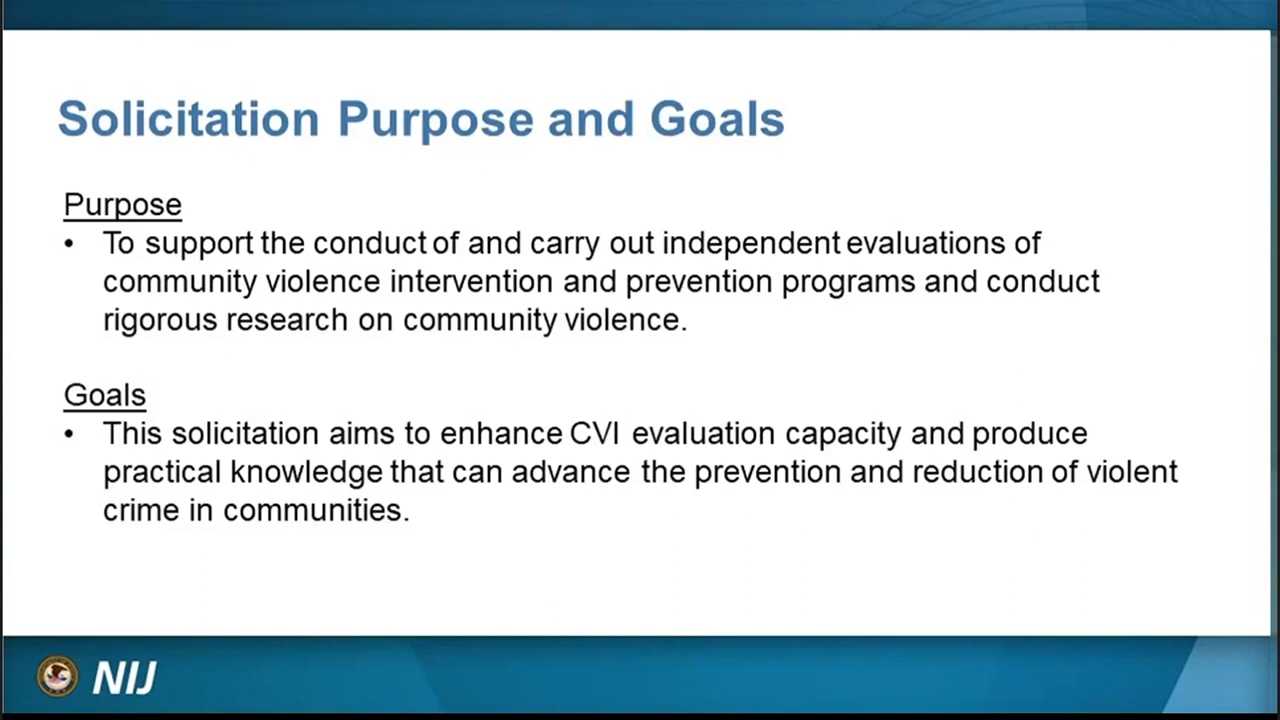 Solicitation Purpose and Goals
Purpose
• To support the conduct of and carry out independent evaluations of
community violence intervention and prevention programs and conduct
rigorous research on community violence.
Goals
• This solicitation aims to enhance CVI evaluation capacity and produce
practical knowledge that can advance the prevention and reduction of violent
crime in communities.
NIJ